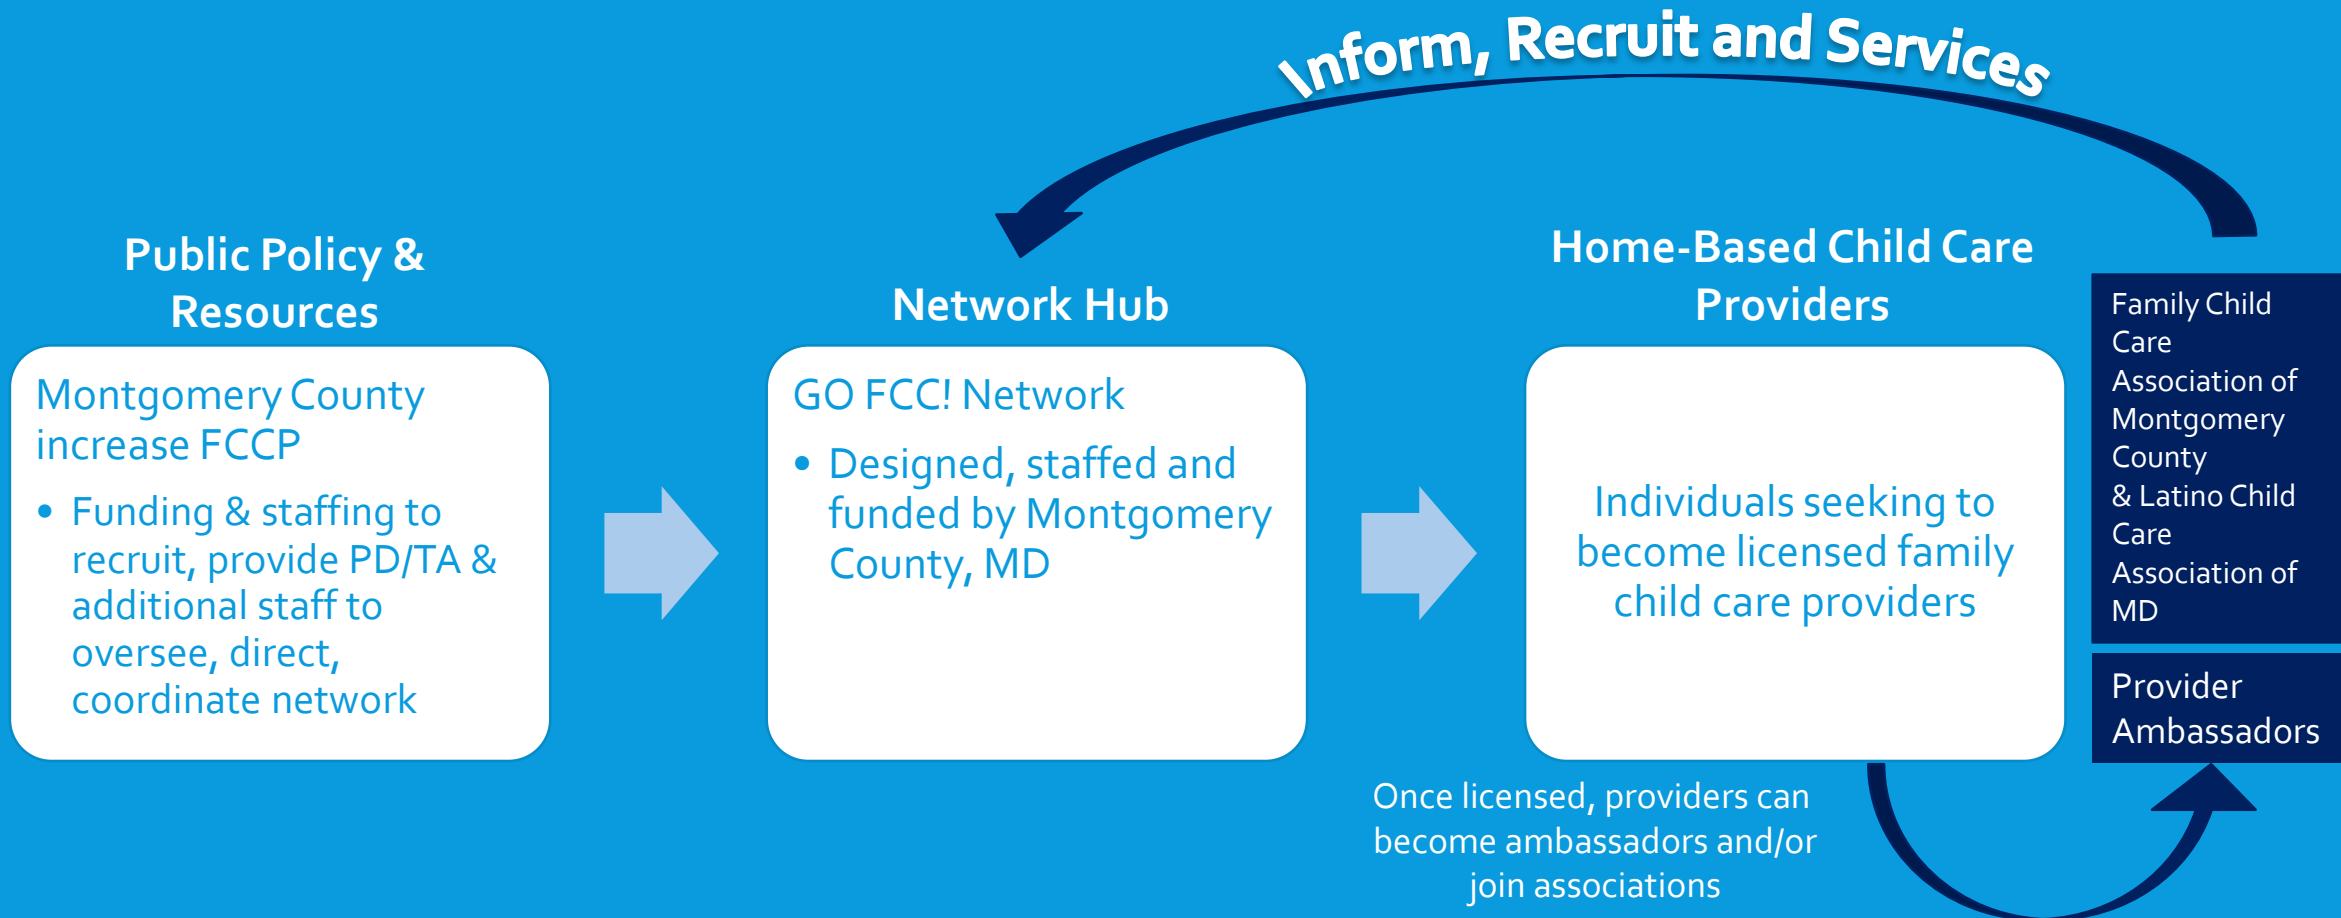 Inform, Recruit and Services
Public Policy &
Resources
Montgomery County
increase FCCP
• Funding & staffing to
recruit, provide PD/TA &
additional staff to
oversee, direct,
coordinate network
Network Hub
GO FCC! Network
• Designed, staffed and
funded by Montgomery
County, MD
Home-Based Child Care
Providers
Individuals seeking to
become licensed family
child care providers
Family Child
Care
Association of
Montgomery
County
& Latino Child
Care
Association of
MD
Provider
Ambassadors
Once licensed, providers can
become ambassadors and/or
join associations